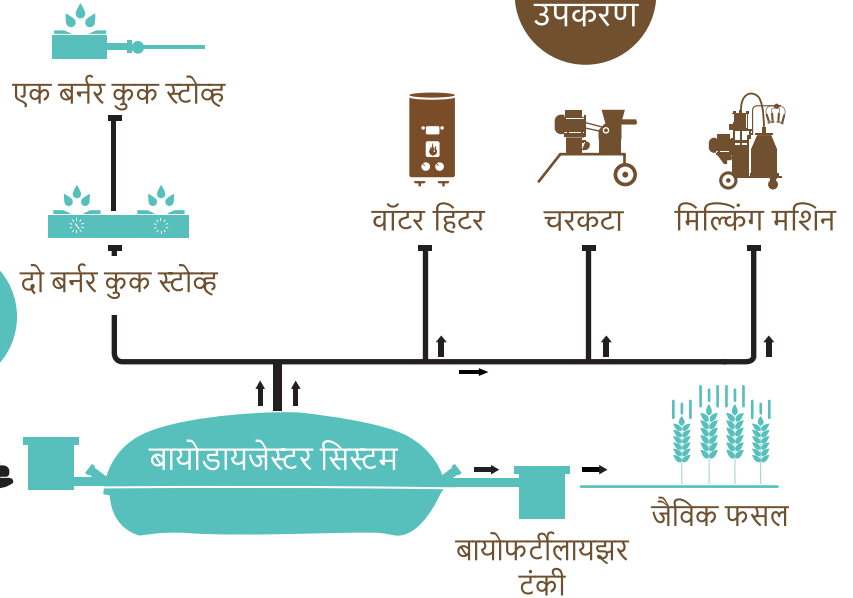 उपकरण
एक बर्नर कुक स्टोव्ह
वॉटर हिटर
चरकटा
मिल्किंग मशिन
दो बर्नर कुक स्टोव्ह
बायोडायजेस्टर सिस्टम
जैविक फसल
बायोफर्टीलायझर
टंकी